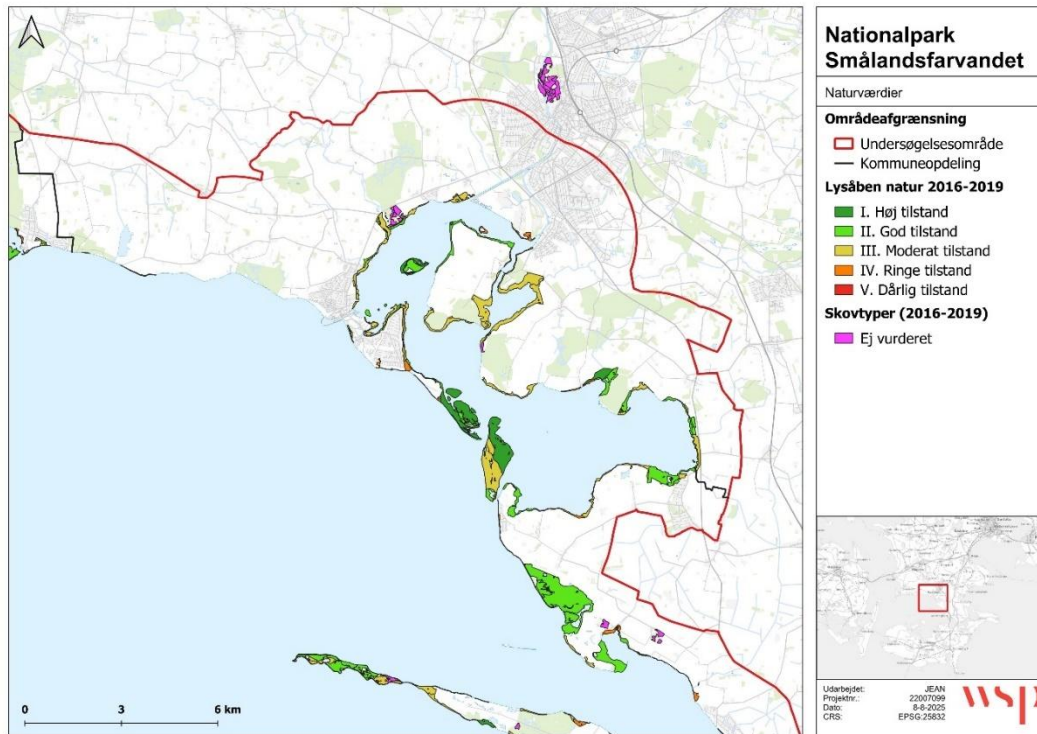 Nationalpark
Smålandsfarvandet
Naturværdier
Områdeafgrænsning
Undersøgelsesområde
Kommuneopdeling
Lysåben natur 2016-2019
I. Høj tilstand
II. God tilstand
III. Moderat tilstand
IV. Ringe tilstand
V. Dårlig tilstand
Skovtyper (2016-2019)
Ej vurderet
0 3 6 km
Udarbejdet: JEAN
Projektnr.: 22007099
Dato: 8-8-2025
CRS: EPSG:25832
wsp